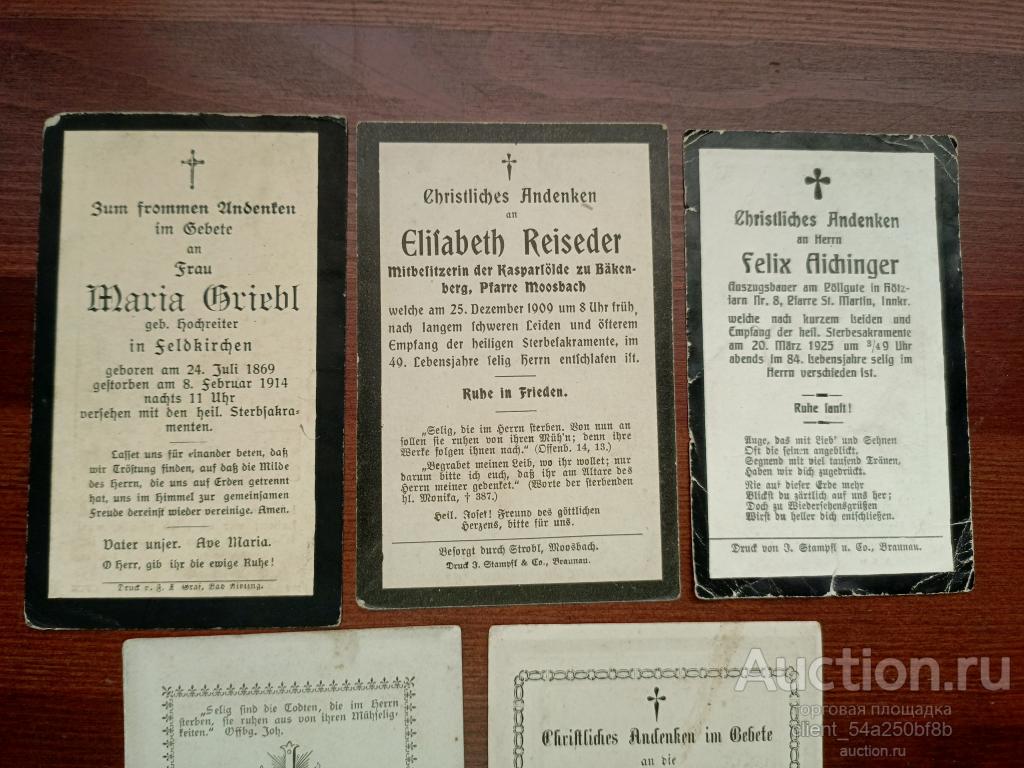 Zum frommen Andenken
im Gebete
an
Frau
Maria Griebl
geb. Hochreiter
in Feldkirchen
geboren am 24. Juli 1869
gestorben am 8. Februar 1914
nachts 11 Uhr
versehen mit den heil. Sterbsakra-
menten.
Lasset uns für einander beten, daß
wir Tröstung finden, auf daß die Milde
des Herrn, die uns auf Erden getrennt
hat, uns im Himmel zur gemeinsamen
Freude dereinst wieder vereinige. Amen.
Vater unser. Ave Maria.
O Herr, gib ihr die ewige Ruhe!
Druck v. J. Graf, Bad Aibling.
Christliches Andenken
an
Elisabeth Reiseder
Mitbesitzerin der Kasparsölde zu Bäken-
berg, Pfarre Moosbach
welche am 25. Dezember 1909 um 8 Uhr früh,
nach langem schweren Leiden und öfterem
Empfang der heiligen Sterbesakramente, im
49. Lebensjahre selig Herrn entschlafen ist.
Ruhe in Frieden.
„Selig, die im Herrn sterben. Von nun an
sollen sie ruhen von ihren Müh'n; denn ihre
Werke folgen ihnen nach.“ (Offenb. 14, 13.)
„Begrabet meinen Leib, wo ihr wollet; nur
darum bitte ich euch, daß ihr am Altare des
Herrn meiner gedenket.“ (Worte der sterbenden
hl. Monika, † 387.)
Heil. Josef! Freund des göttlichen
Herzens, bitte für uns.
Besorgt durch Strobl, Moosbach.
Druck J. Stampfl & Co., Braunau.
Christliches Andenken
an Herrn
Felix Aichinger
Auszugsbauer am Pöllgute in Hötz-
larn Nr. 8, Pfarre St. Martin, Innkr.
welche nach kurzem Leiden und
Empfang der heil. Sterbesakramente
am 20. März 1925 um 3/4 9 Uhr
abends im 84. Lebensjahre selig im
Herrn verschieden ist.
Ruhe sanft!
Auge, das mit Lieb' und Sehnen
Oft die seinen angeblickt,
Segnend mit viel tausend Tränen,
Haben wir dich zugedrückt.
Nie auf dieser Erde mehr
Blickst du zärtlich auf uns her;
Doch zu Wiedersehensgrüßen
Wirst du heller dich entschließen.
Druck von J. Stampfl u. Co., Braunau.
„Selig sind die Todten, die im Herrn
sterben, sie ruhen aus von ihren Mühselig-
keiten.“ Offbg. Joh.
Christliches Andenken im Gebete
an die
Auction.ru
торговая площадка
client_54a250bf8b
auction.ru